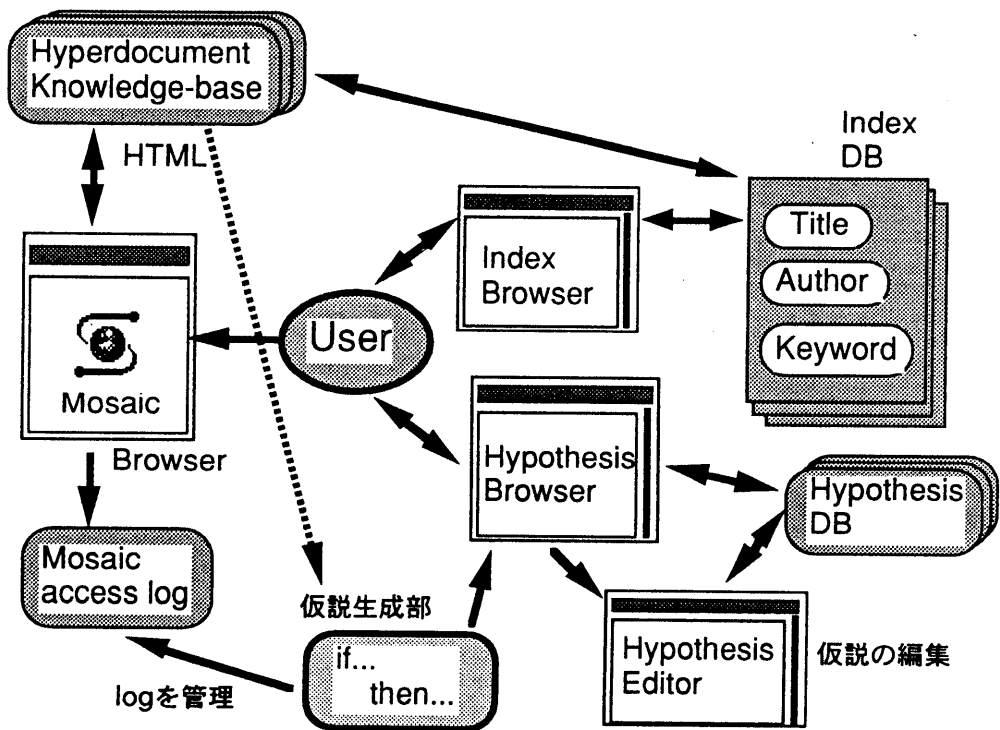 Hyperdocument
Knowledge-base
HTML
Index
DB
Title
Author
Keyword
Index
Browser
User
Mosaic
Browser
Hypothesis
Browser
Hypothesis
DB
Mosaic
access log
仮説生成部
if...
then...
logを管理
Hypothesis
Editor
仮説の編集